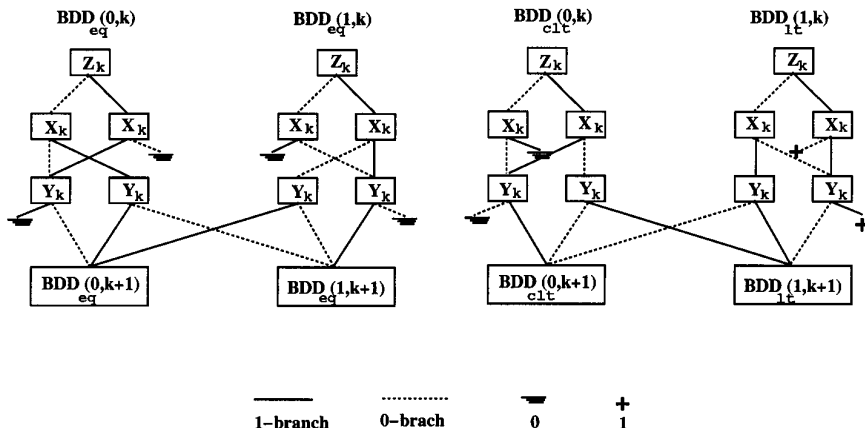 BDD (0,k) BDD (1,k) BDD (0,k) BDD (1,k)
eq eq clt lt
Z k Z k Z k Z k
X k X k X k X k X k X k X k X k
Y k Y k Y k Y k Y k Y k Y k Y k
BDD (0,k+1) BDD (1,k+1) BDD (0,k+1) BDD (1,k+1)
eq eq clt lt
1-branch 0-brach 0 1